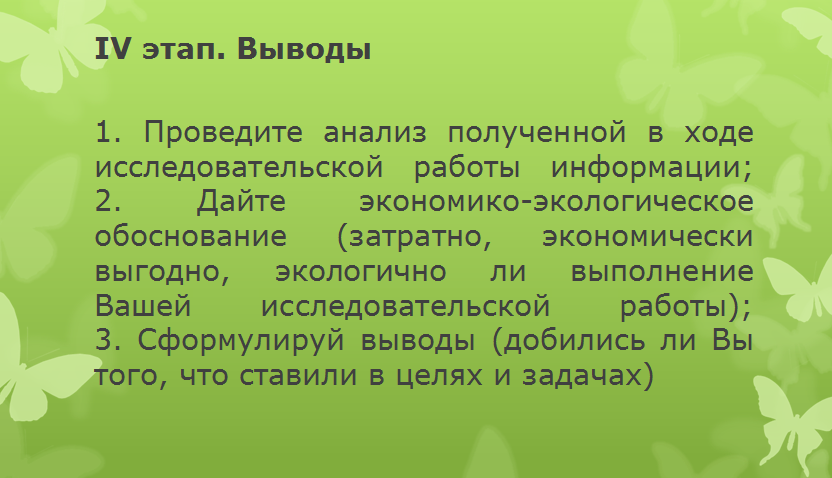 IV этап. Выводы
1. Проведите анализ полученной в ходе
исследовательской работы информации;
2. Дайте экономико-экологическое
обоснование (затратно, экономически
выгодно, экологично ли выполнение
Вашей исследовательской работы);
3. Сформулируй выводы (добились ли Вы
того, что ставили в целях и задачах)